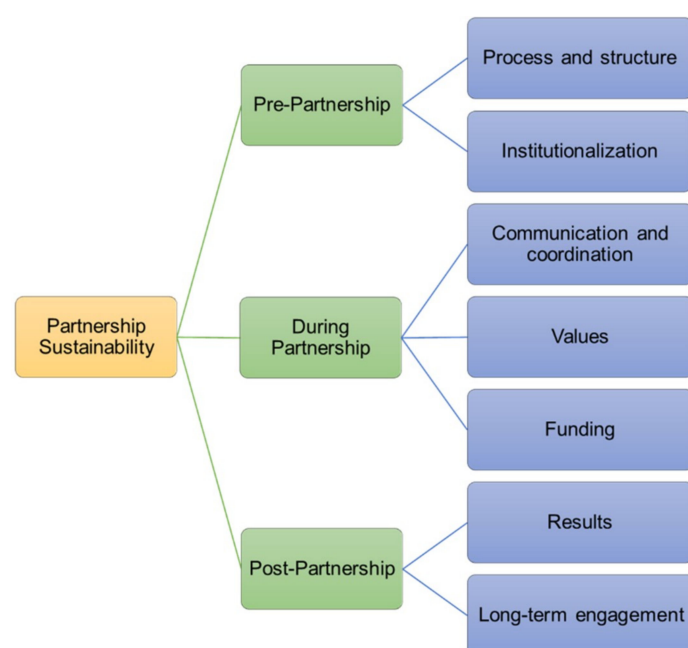 Partnership
Sustainability
Pre-Partnership
Process and structure
Institutionalization
During
Partnership
Communication and
coordination
Values
Funding
Post-Partnership
Results
Long-term engagement